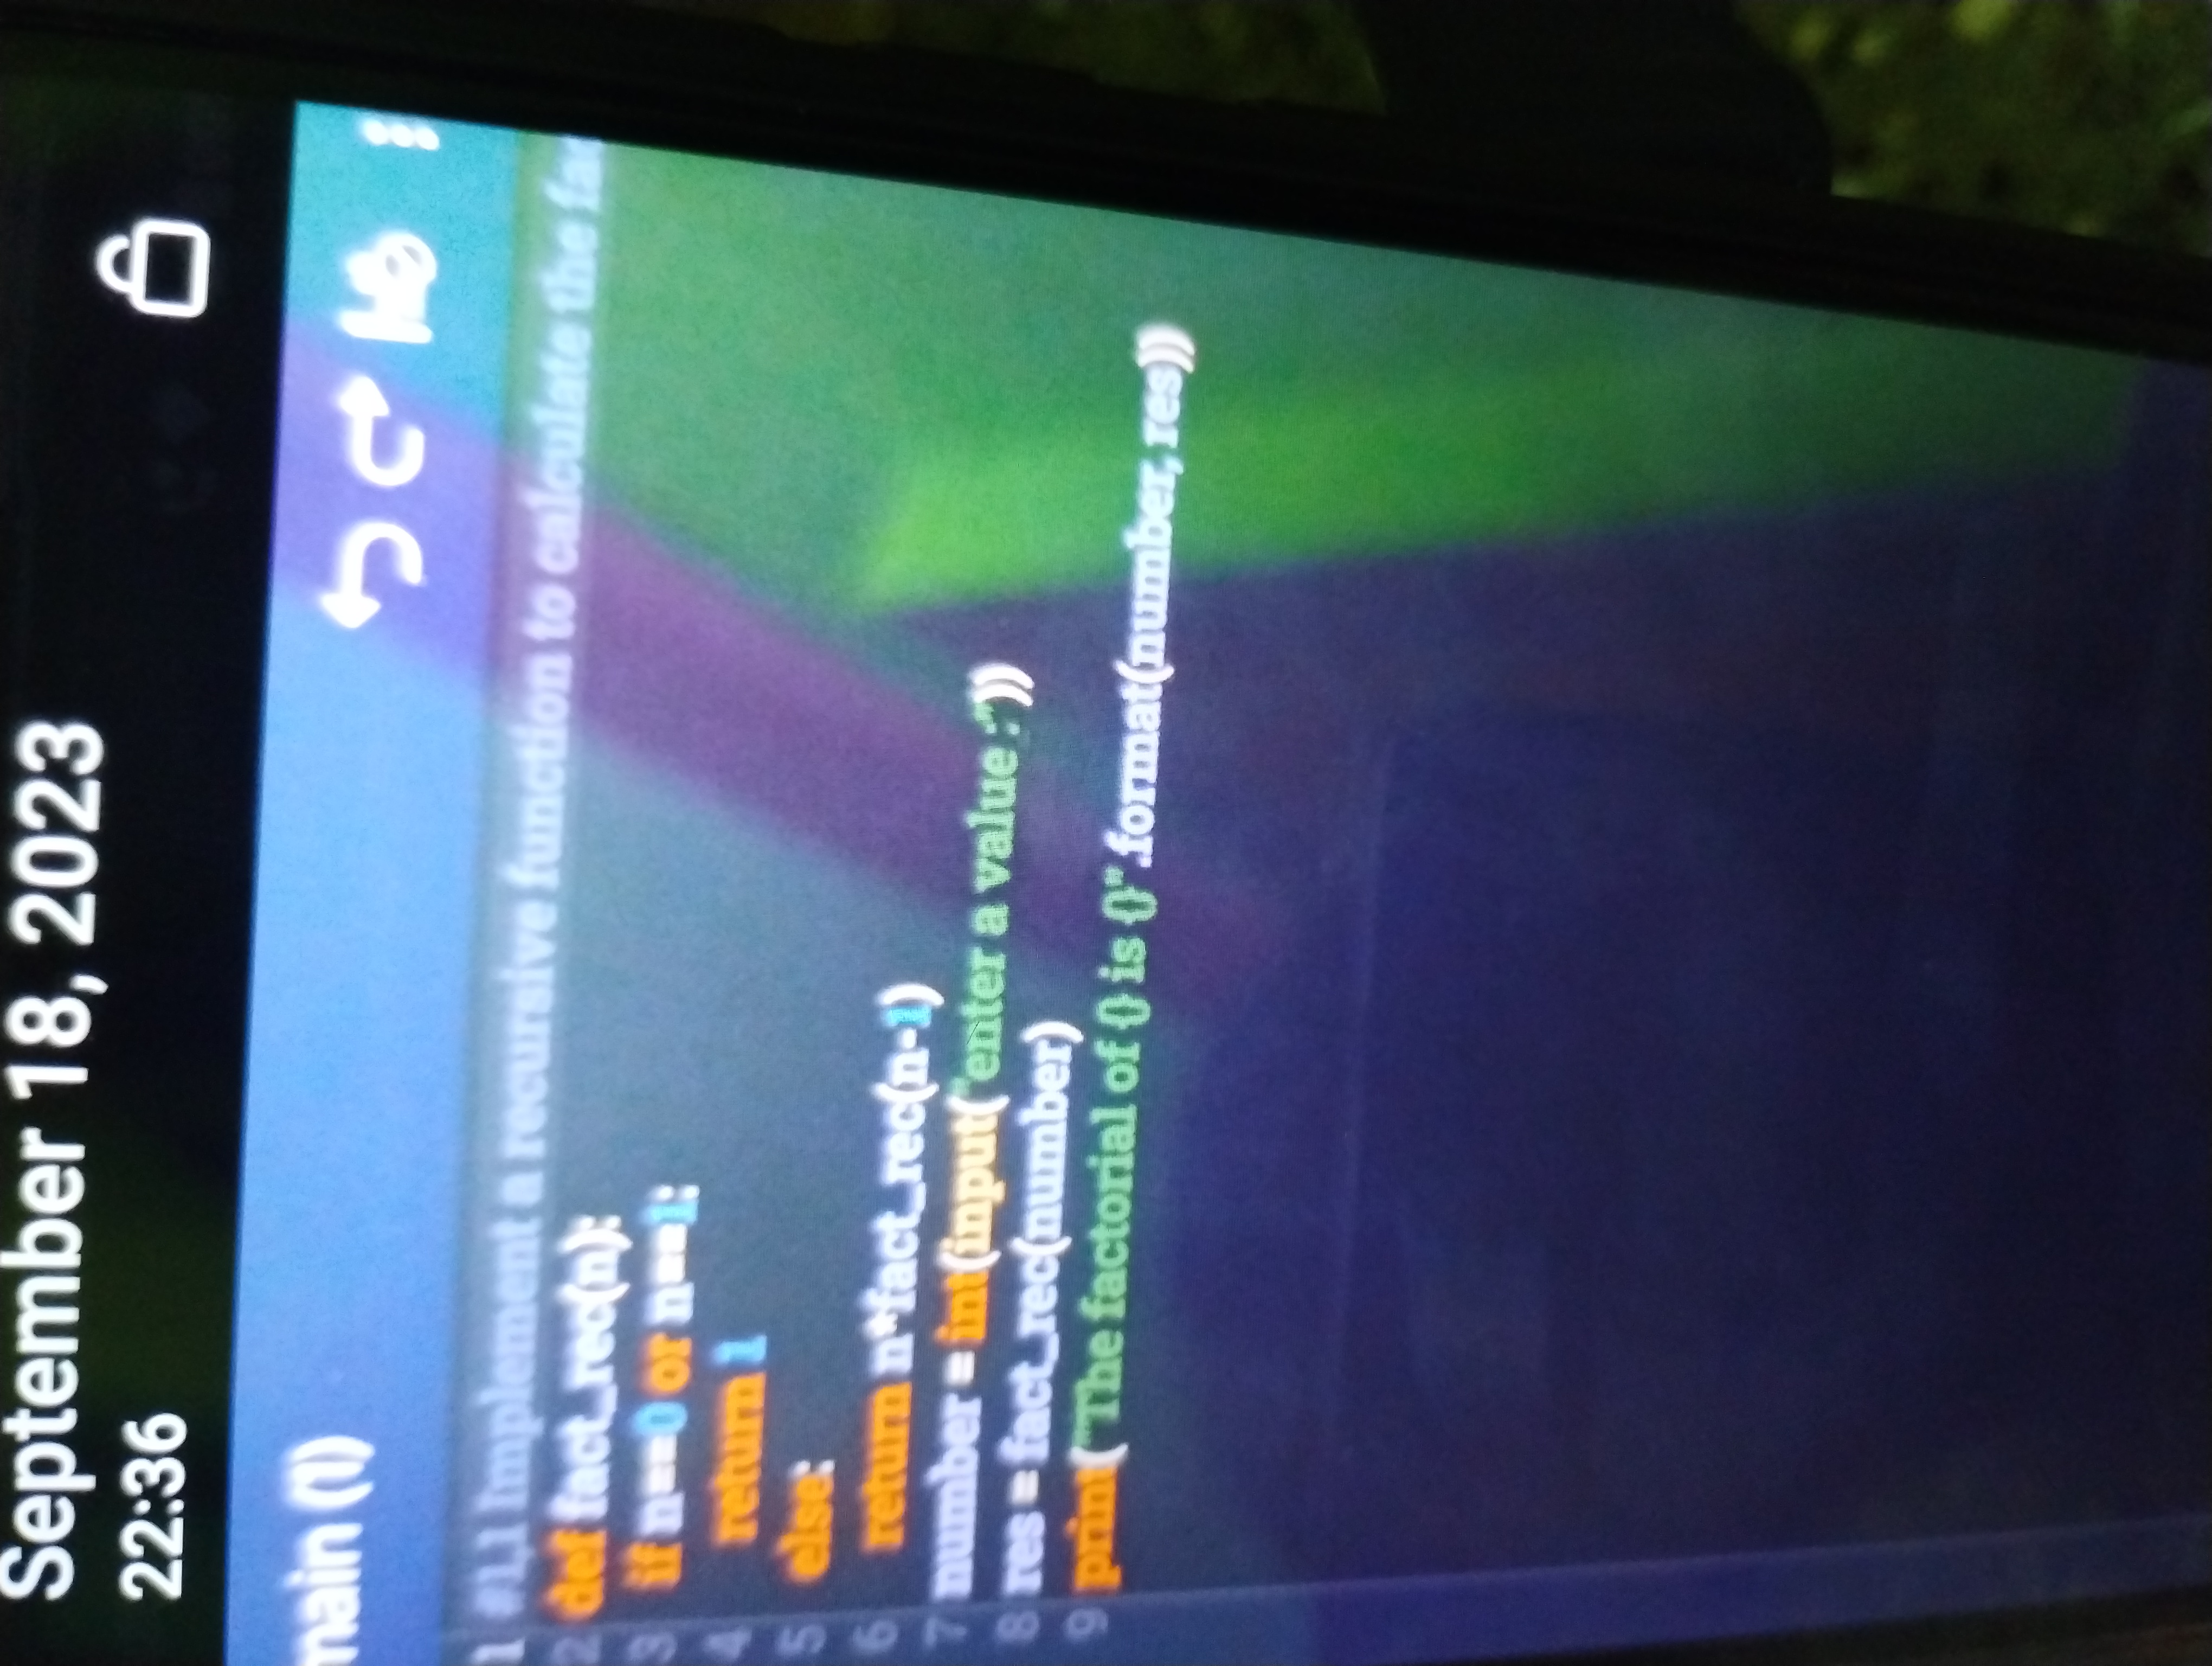 September 18, 2023
22:36
main (1)
1 #1,1 Implement a recursive function to calculate the fac
2 def fact_rec(n):
3 if n==0 or n==1:
4 return 1
5 else:
6 return n*fact_rec(n-1)
7 number = int(input("enter a value :"))
8 res = fact_rec(number)
9 print("The factorial of {} is {}".format(number, res))